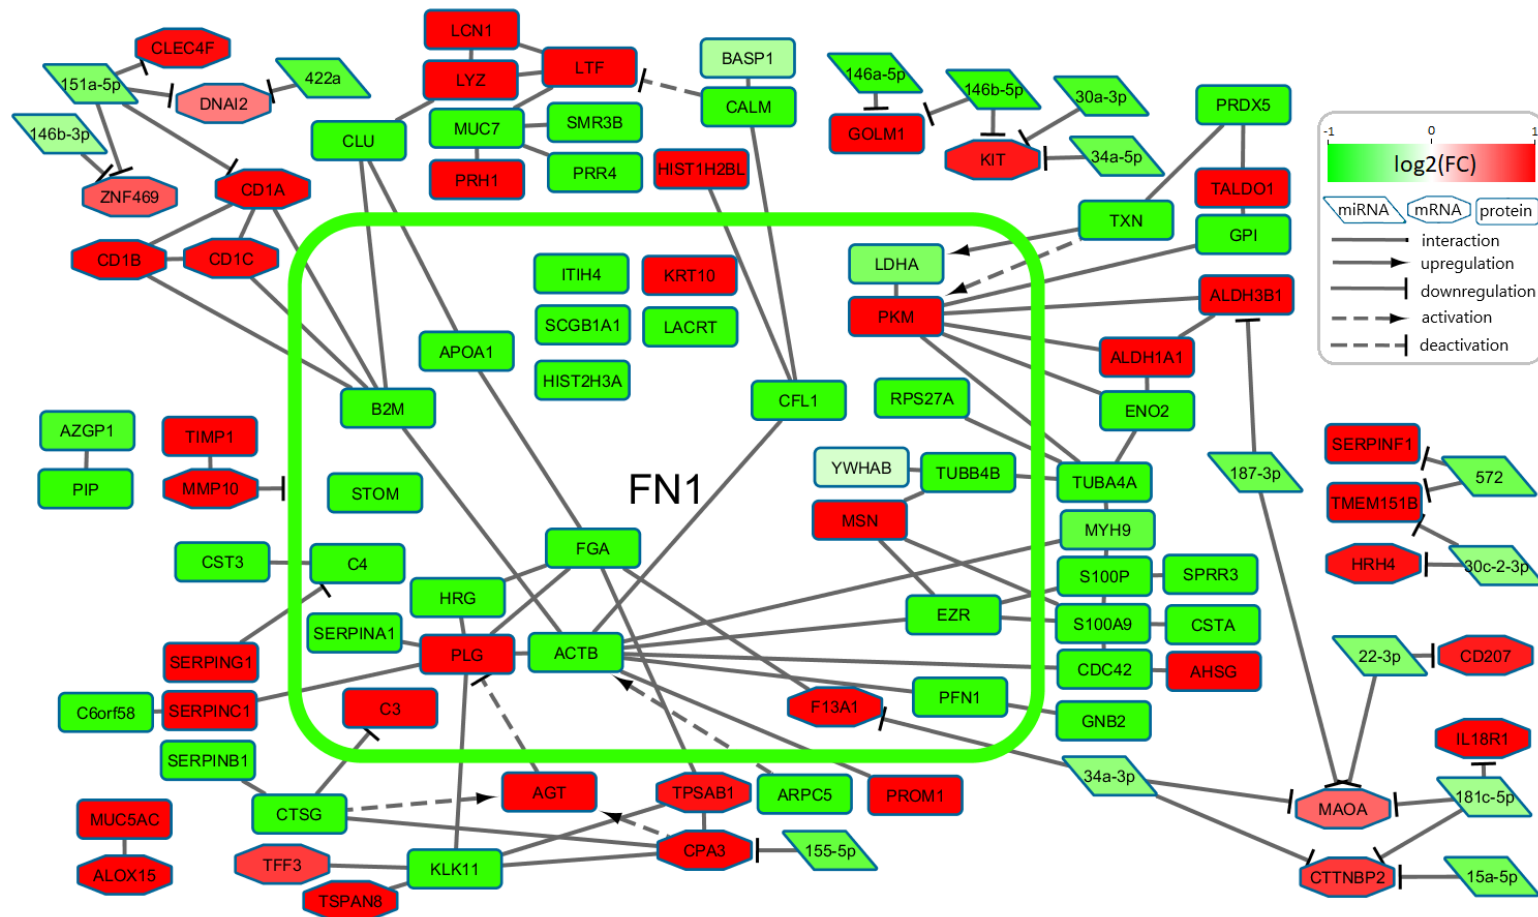 LCN1
CLEC4F
LTF
BASP1
LYZ
146a-5p
146b-5p
151a-5p
422a
30a-3p
DNAI2
CALM
PRDX5
146b-3p
CLU
MUC7
SMR3B
GOLM1
KIT
34a-5p
HIST1H2BL
PRR4
PRH1
ZNF469
CD1A
TALDO1
TXN
GPI
CD1B
CD1C
LDHA
ITIH4
KRT10
ALDH3B1
PKM
SCGB1A1
LACRT
APOA1
ALDH1A1
HIST2H3A
B2M
CFL1
RPS27A
ENO2
-1
0
1
log2(FC)
miRNA
mRNA
protein
interaction
upregulation
downregulation
activation
deactivation
AZGP1
TIMP1
SERPINF1
PIP
MMP10
STOM
FN1
YWHAB
TUBB4B
TUBA4A
187-3p
572
TMEM151B
MSN
MYH9
CST3
C4
FGA
S100P
SPRR3
HRH4
30c-2-3p
HRG
EZR
SERPINA1
S100A9
CSTA
SERPING1
PLG
ACTB
CDC42
AHSG
22-3p
CD207
C6orf58
SERPINC1
C3
F13A1
PFN1
GNB2
IL18R1
SERPINB1
34a-3p
CTSG
AGT
TPSAB1
ARPC5
PROM1
MAOA
181c-5p
MUC5AC
TFF3
KLK11
CPA3
155-5p
ALOX15
CTTNBP2
15a-5p
TSPAN8